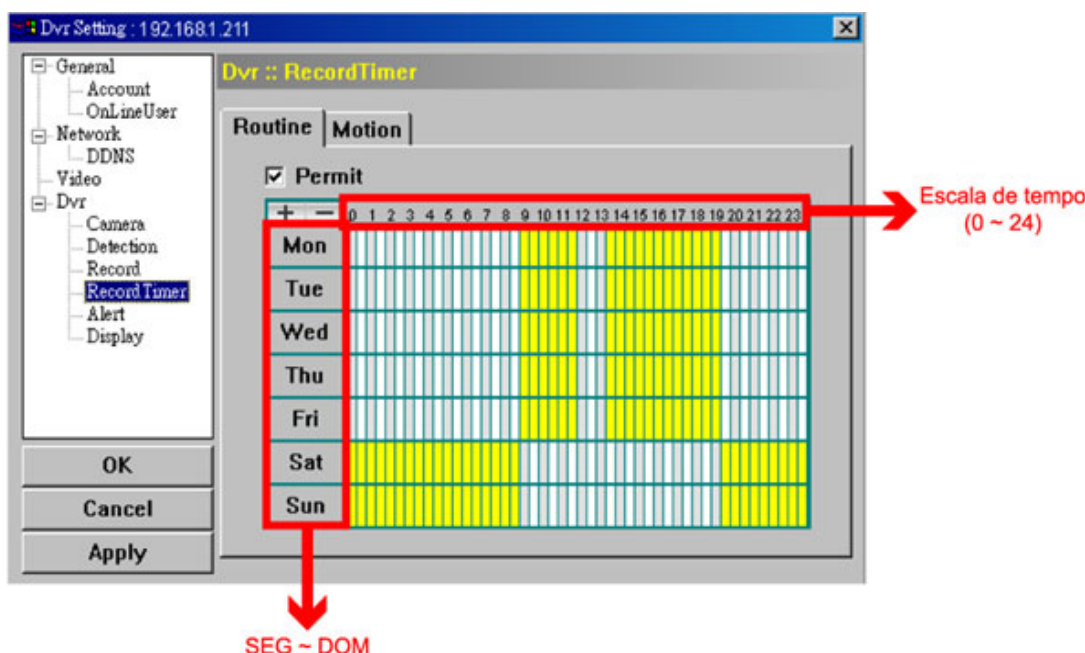 Dvr Setting : 192.168.1.211
General
Account
OnLineUser
Network
DDNS
Video
Dvr
Camera
Detection
Record
RecordTimer
Alert
Display
OK
Cancel
Apply
Dvr :: RecordTimer
Routine
Motion
Permit
+ −
0 1 2 3 4 5 6 7 8 9 10 11 12 13 14 15 16 17 18 19 20 21 22 23
Mon
Tue
Wed
Thu
Fri
Sat
Sun
Escala de tempo
(0 ~ 24)
SEG ~ DOM